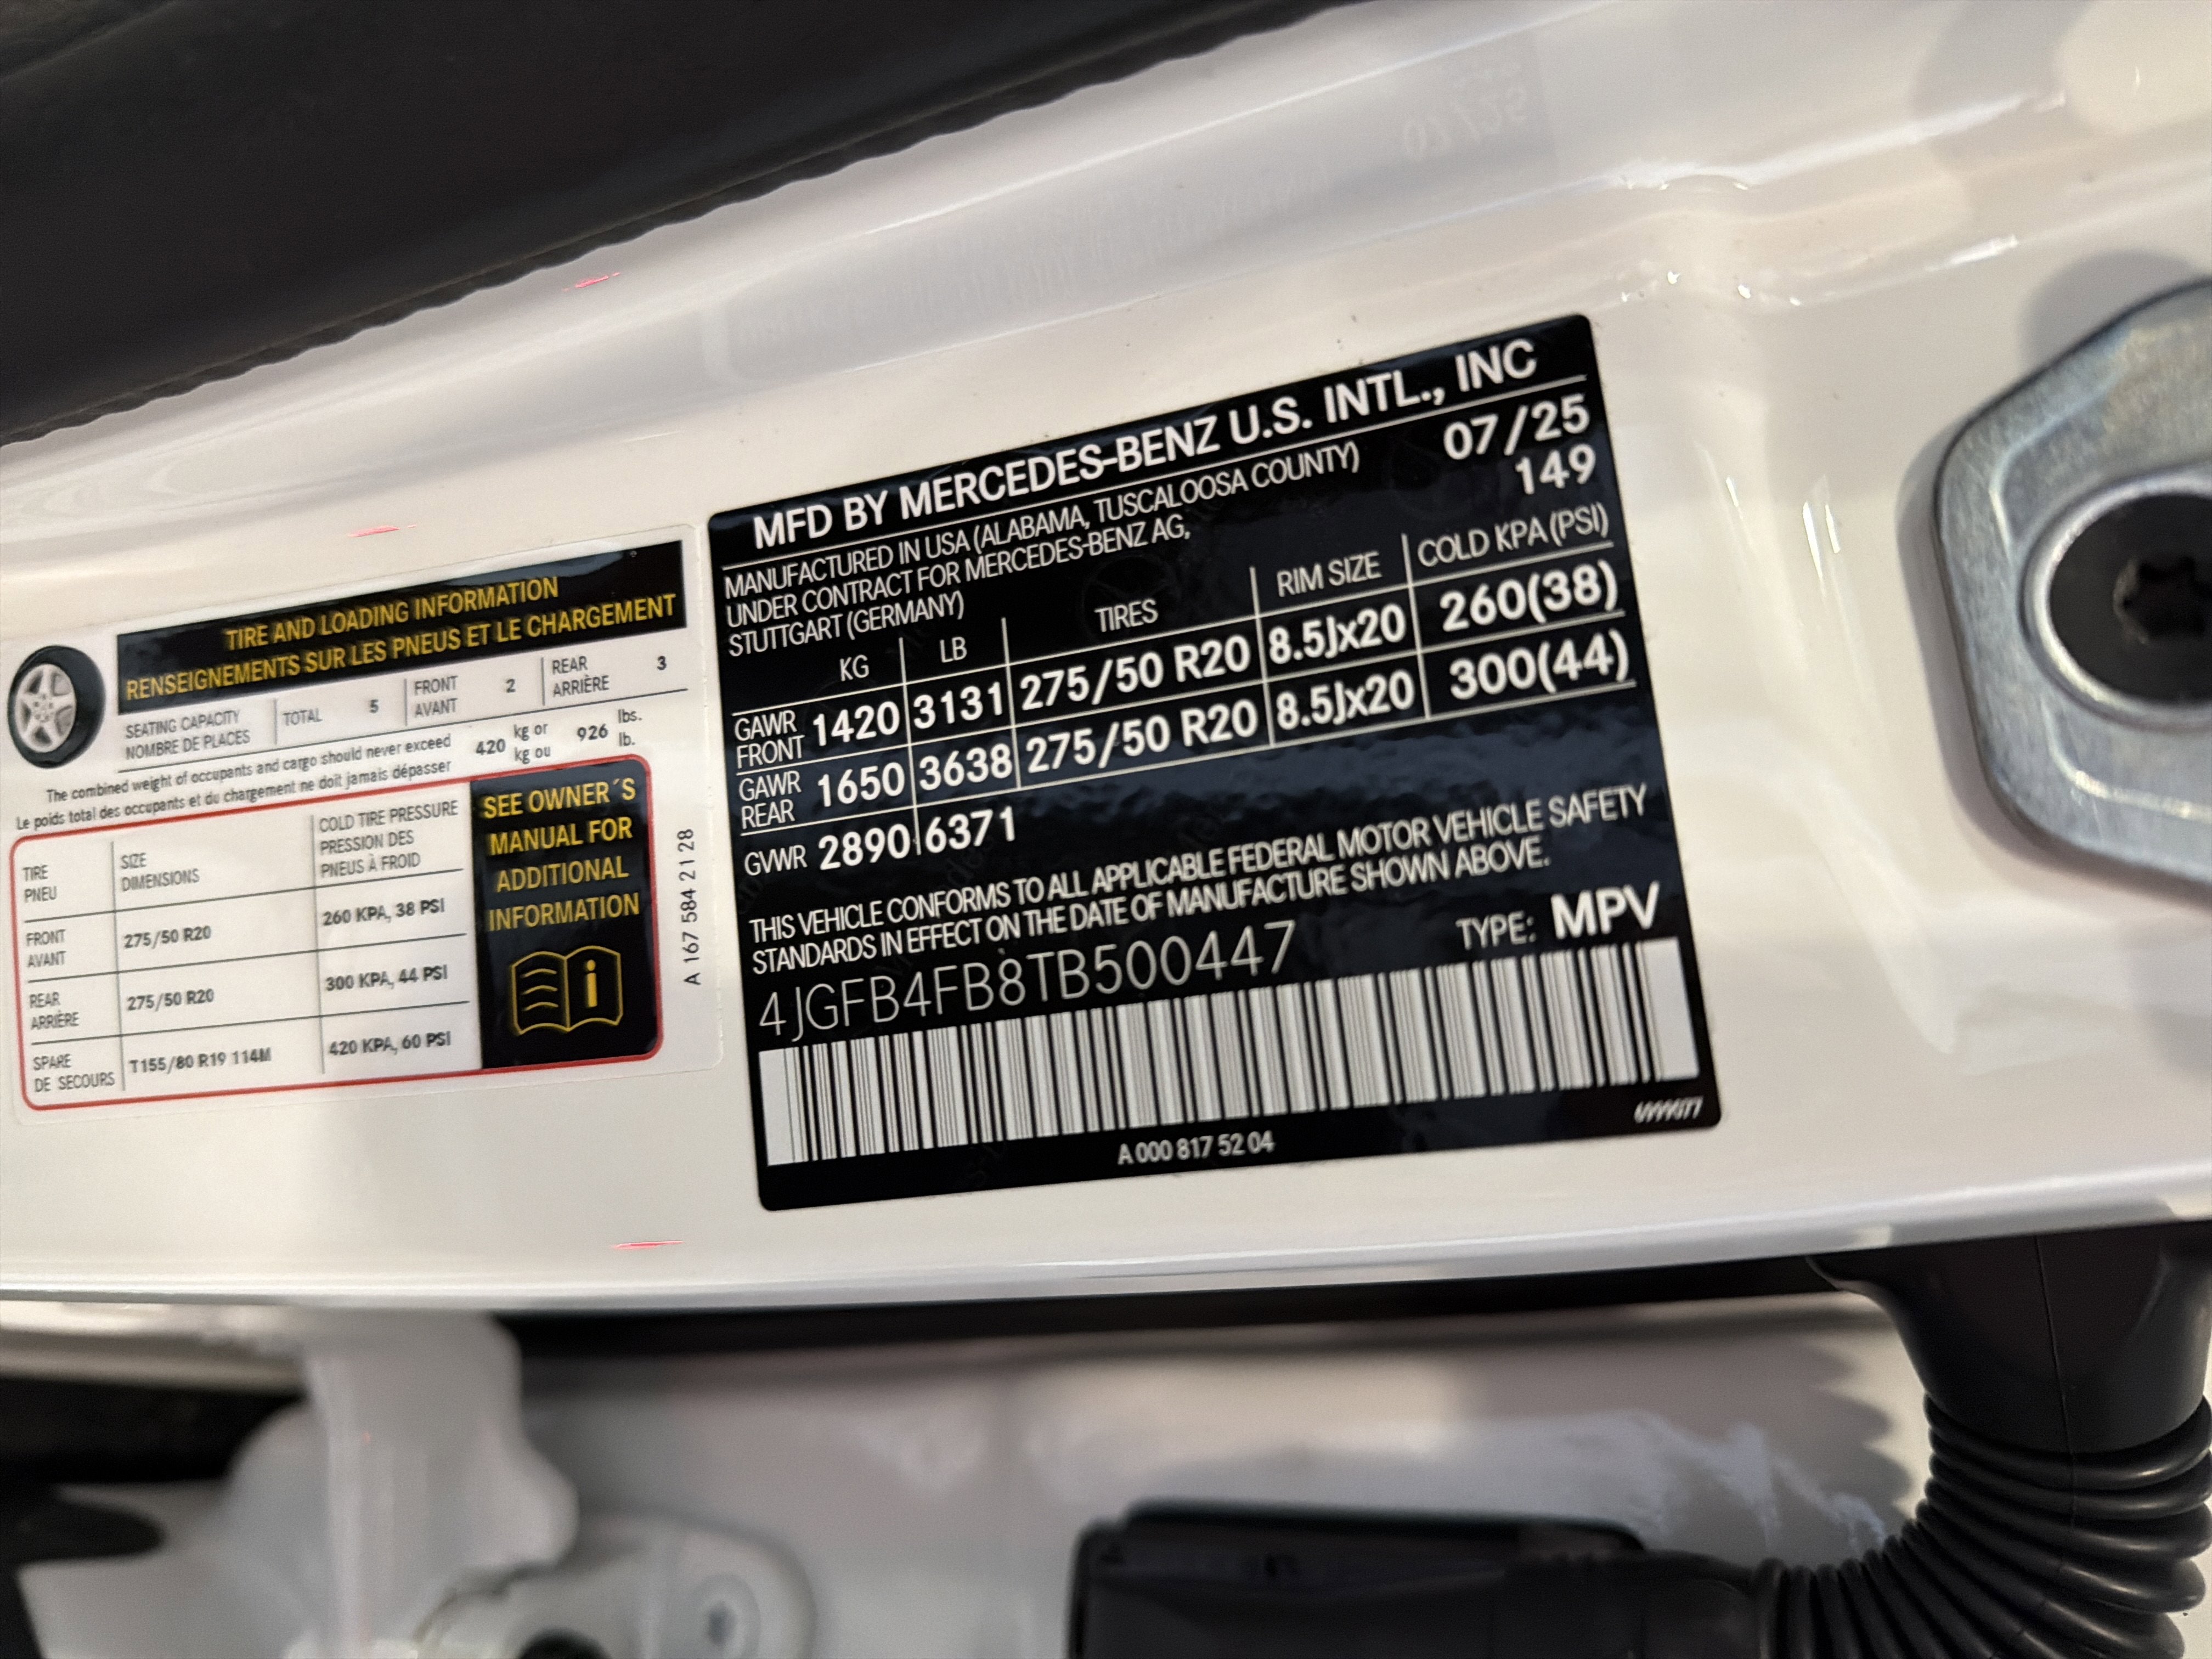 TIRE AND LOADING INFORMATION
RENSEIGNEMENTS SUR LES PNEUS ET LE CHARGEMENT
SEATING CAPACITY
NOMBRE DE PLACES
TOTAL 5
FRONT
AVANT
2
REAR
ARRIÈRE
3
The combined weight of occupants and cargo should never exceed
Le poids total des occupants et du chargement ne doit jamais dépasser
420
kg or
kg ou
926
lbs.
lb.
TIRE
PNEU
SIZE
DIMENSIONS
COLD TIRE PRESSURE
PRESSION DES
PNEUS À FROID
FRONT
AVANT
275/50 R20
260 KPA, 38 PSI
REAR
ARRIÈRE
275/50 R20
300 KPA, 44 PSI
SPARE
DE SECOURS
T155/80 R19 114M
420 KPA, 60 PSI
SEE OWNER´S
MANUAL FOR
ADDITIONAL
INFORMATION
i
A 167 584 21 28
MFD BY MERCEDES-BENZ U.S. INTL., INC
MANUFACTURED IN USA (ALABAMA, TUSCALOOSA COUNTY)
UNDER CONTRACT FOR MERCEDES-BENZ AG,
STUTTGART (GERMANY)
07/25
149
KG LB TIRES RIM SIZE COLD KPA (PSI)
GAWR
FRONT
1420 3131 275/50 R20 8.5Jx20 260(38)
GAWR
REAR
1650 3638 275/50 R20 8.5Jx20 300(44)
GVWR 2890 6371
THIS VEHICLE CONFORMS TO ALL APPLICABLE FEDERAL MOTOR VEHICLE SAFETY
STANDARDS IN EFFECT ON THE DATE OF MANUFACTURE SHOWN ABOVE.
4JGFB4FB8TB500447
TYPE: MPV
A 000 817 52 04